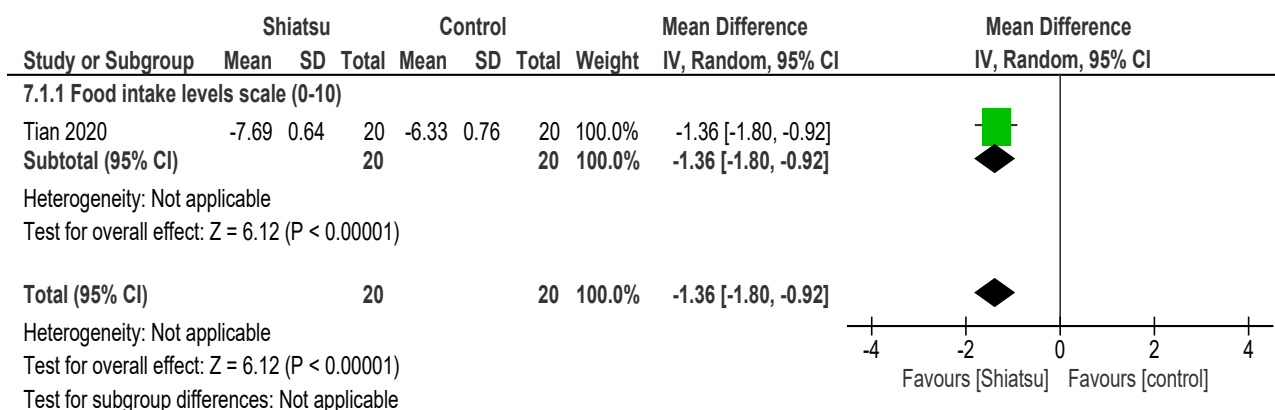 Shiatsu Control Mean Difference Mean Difference
Study or Subgroup Mean SD Total Mean SD Total Weight IV, Random, 95% CI IV, Random, 95% CI
7.1.1 Food intake levels scale (0-10)
Tian 2020 -7.69 0.64 20 -6.33 0.76 20 100.0% -1.36 [-1.80, -0.92]
Subtotal (95% CI) 20 20 100.0% -1.36 [-1.80, -0.92]
Heterogeneity: Not applicable
Test for overall effect: Z = 6.12 (P < 0.00001)
Total (95% CI) 20 20 100.0% -1.36 [-1.80, -0.92]
Heterogeneity: Not applicable
Test for overall effect: Z = 6.12 (P < 0.00001)
Test for subgroup differences: Not applicable
-4 -2 0 2 4
Favours [Shiatsu] Favours [control]